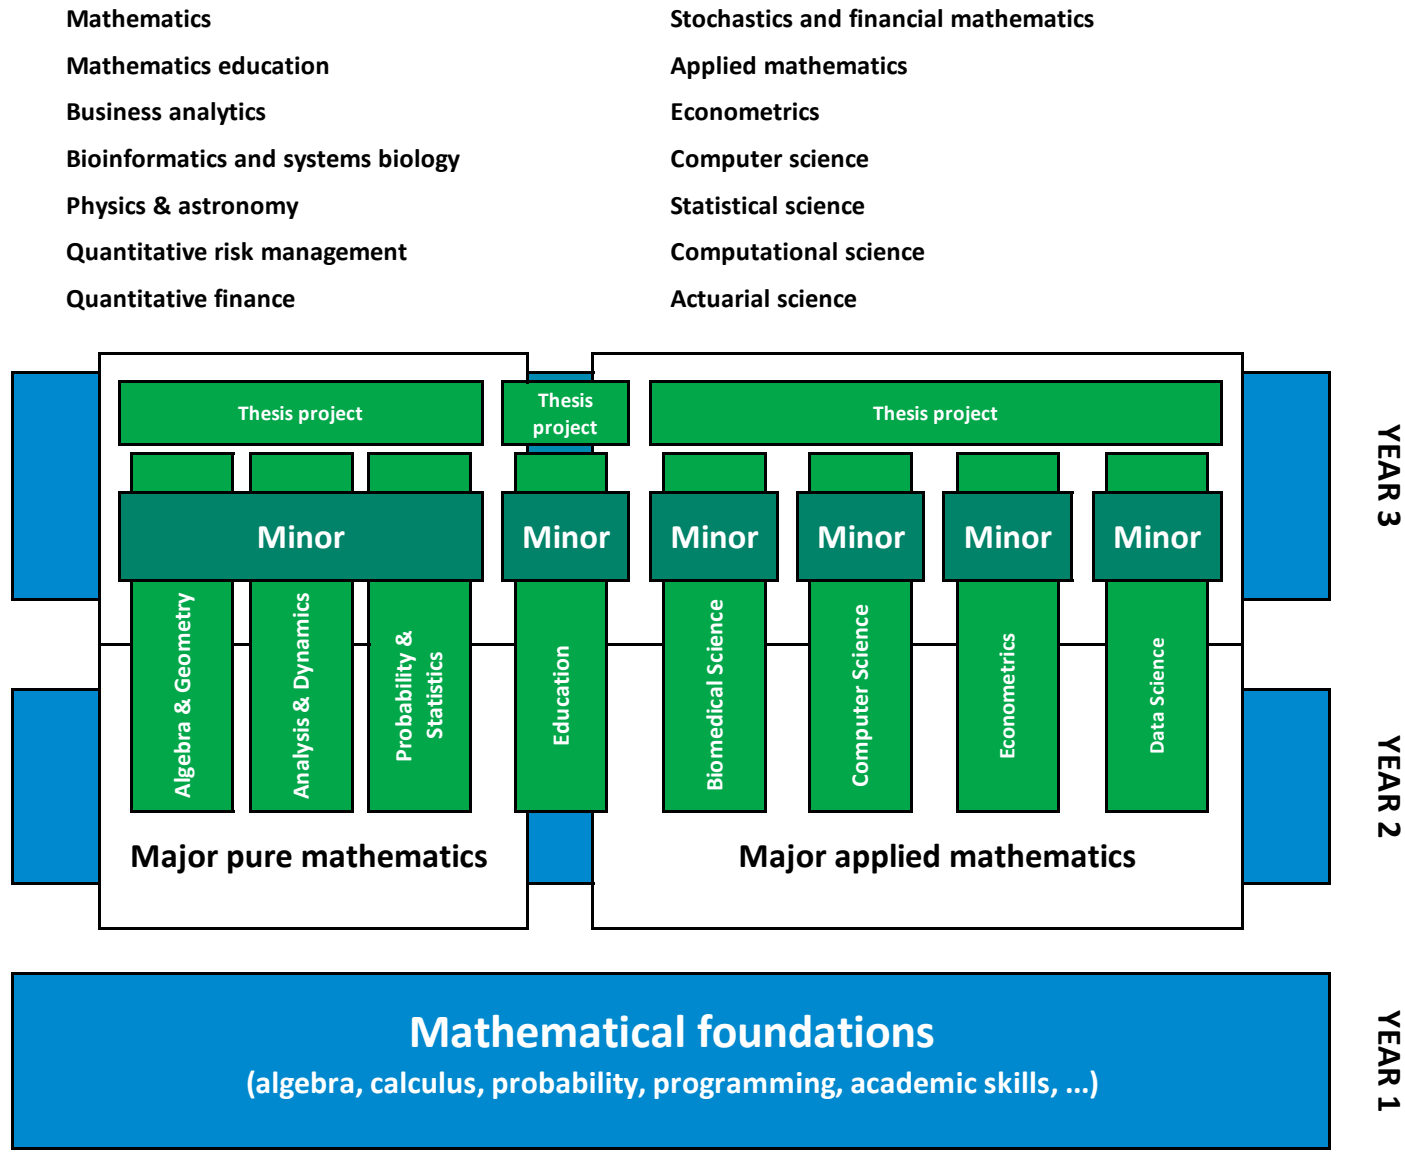 Mathematics
Mathematics education
Business analytics
Bioinformatics and systems biology
Physics & astronomy
Quantitative risk management
Quantitative finance
Stochastics and financial mathematics
Applied mathematics
Econometrics
Computer science
Statistical science
Computational science
Actuarial science
Thesis project
Thesis
project
Thesis project
YEAR 3
Minor
Minor
Minor
Minor
Minor
Minor
Algebra & Geometry
Analysis & Dynamics
Probability &
Statistics
Education
Biomedical Science
Computer Science
Econometrics
Data Science
YEAR 2
Major pure mathematics
Major applied mathematics
Mathematical foundations
(algebra, calculus, probability, programming, academic skills, ...)
YEAR 1